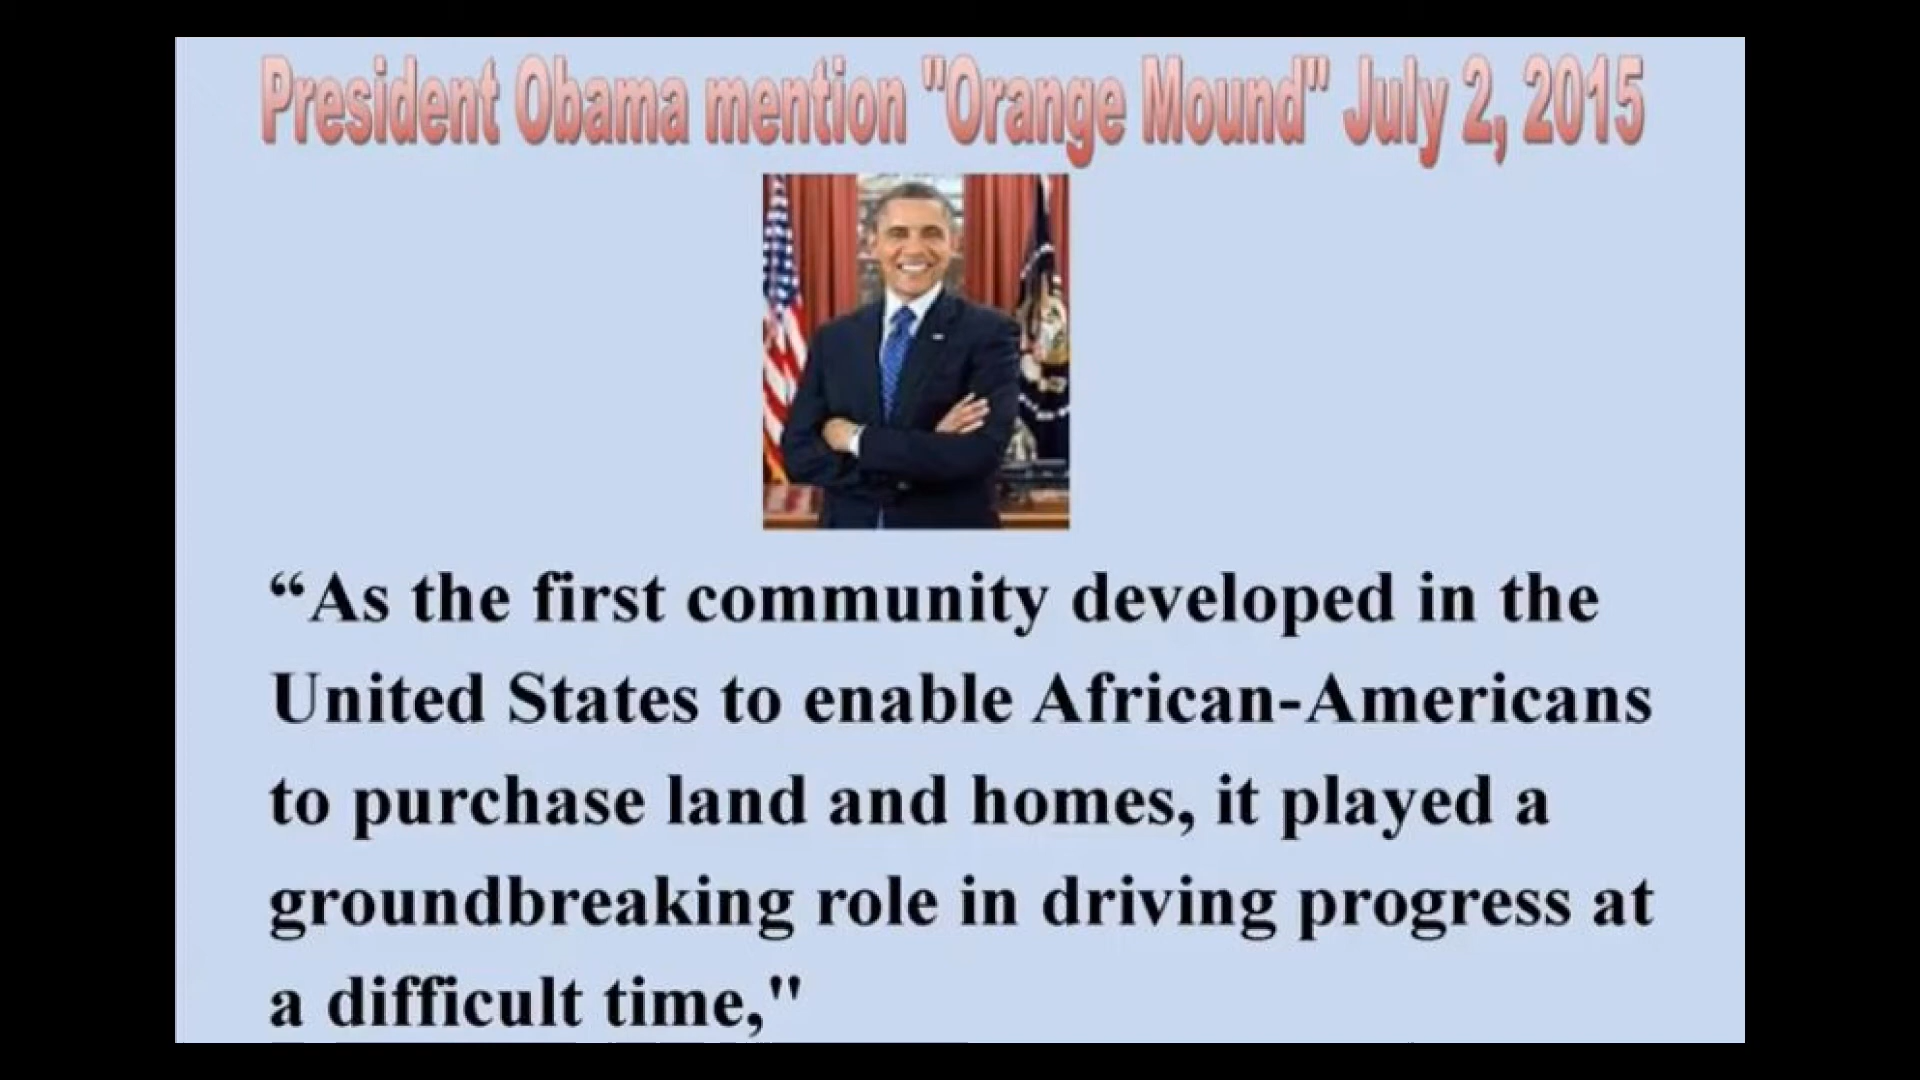 President Obama mention "Orange Mound" July 2, 2015
“As the first community developed in the
United States to enable African-Americans
to purchase land and homes, it played a
groundbreaking role in driving progress at
a difficult time,"